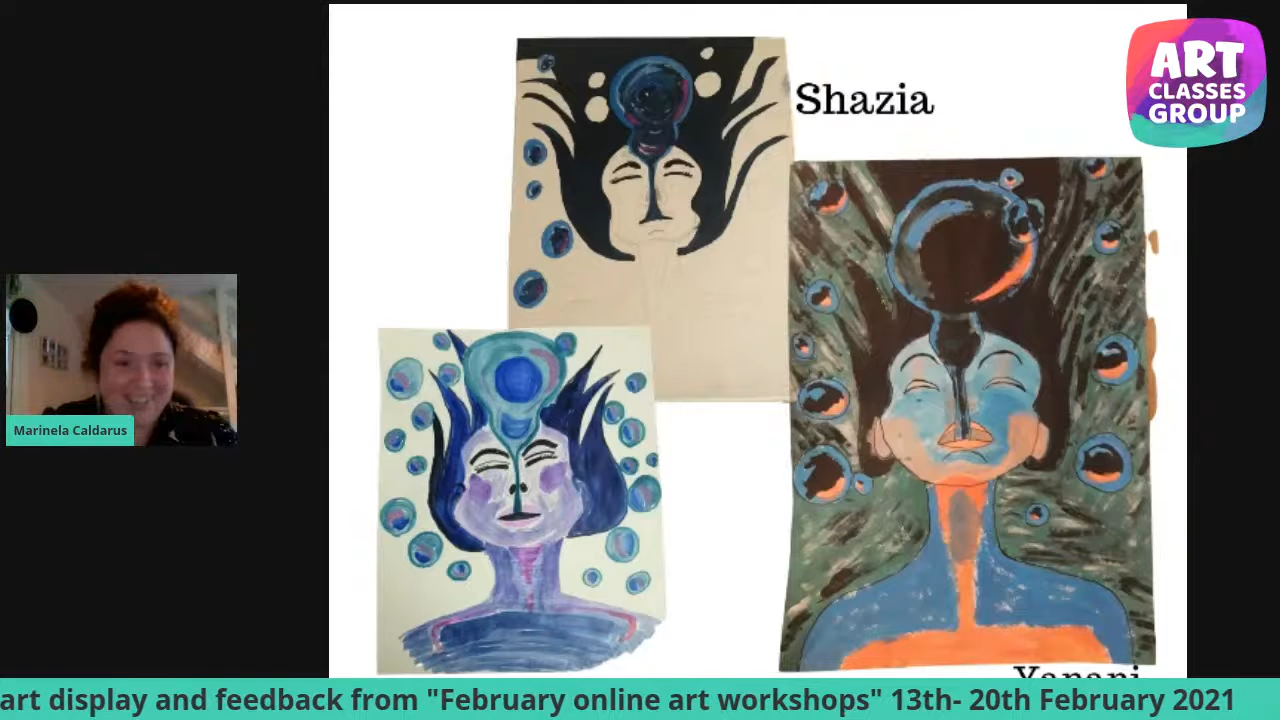 Shazia
ART
CLASSES
GROUP
Marinela Caldarus
art display and feedback from "February online art workshops" 13th- 20th February 2021